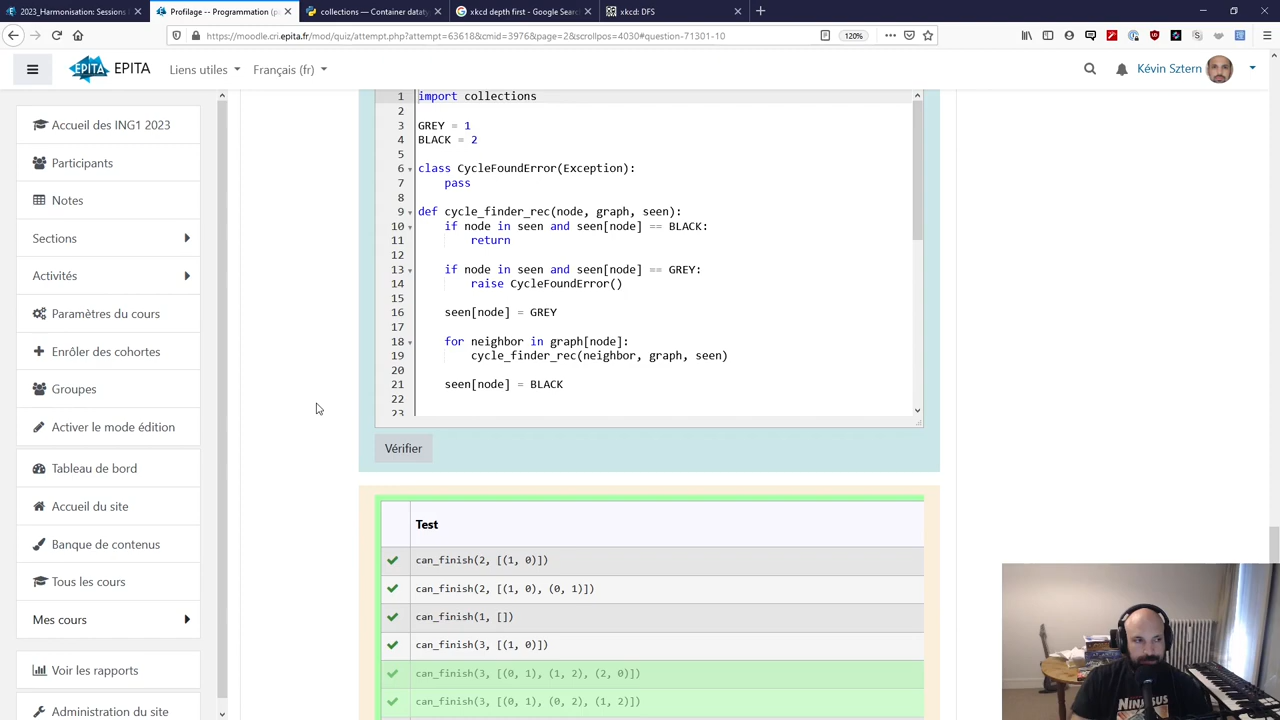 2023_Harmonisation: Sessions
Profilage -- Programmation (p
collections — Container dataty
xkcd depth first - Google Sear
xkcd: DFS
https://moodle.cri.epita.fr/mod/quiz/attempt.php?attempt=63618&cmid=3976&page=2&scrollpos=4030#question-71301-10
120%
EPITA
EPITA
Liens utiles
Français (fr)
Kévin Sztern
Accueil des ING1 2023
Participants
Notes
Sections
Activités
Paramètres du cours
Enrôler des cohortes
Groupes
Activer le mode édition
Tableau de bord
Accueil du site
Banque de contenus
Tous les cours
Mes cours
Voir les rapports
Administration du site
1 import collections
2
3 GREY = 1
4 BLACK = 2
5
6 class CycleFoundError(Exception):
7 pass
8
9 def cycle_finder_rec(node, graph, seen):
10 if node in seen and seen[node] == BLACK:
11 return
12
13 if node in seen and seen[node] == GREY:
14 raise CycleFoundError()
15
16 seen[node] = GREY
17
18 for neighbor in graph[node]:
19 cycle_finder_rec(neighbor, graph, seen)
20
21 seen[node] = BLACK
22
23
Vérifier
Test
can_finish(2, [(1, 0)])
can_finish(2, [(1, 0), (0, 1)])
can_finish(1, [])
can_finish(3, [(1, 0)])
can_finish(3, [(0, 1), (1, 2), (2, 0)])
can_finish(3, [(0, 1), (0, 2), (1, 2)])